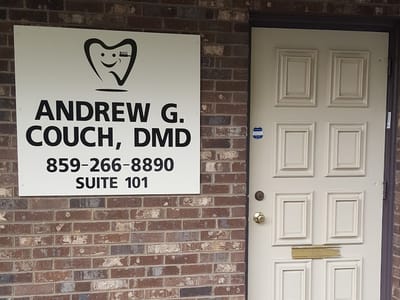 ANDREW G.
COUCH, DMD
859-266-8890
SUITE 101